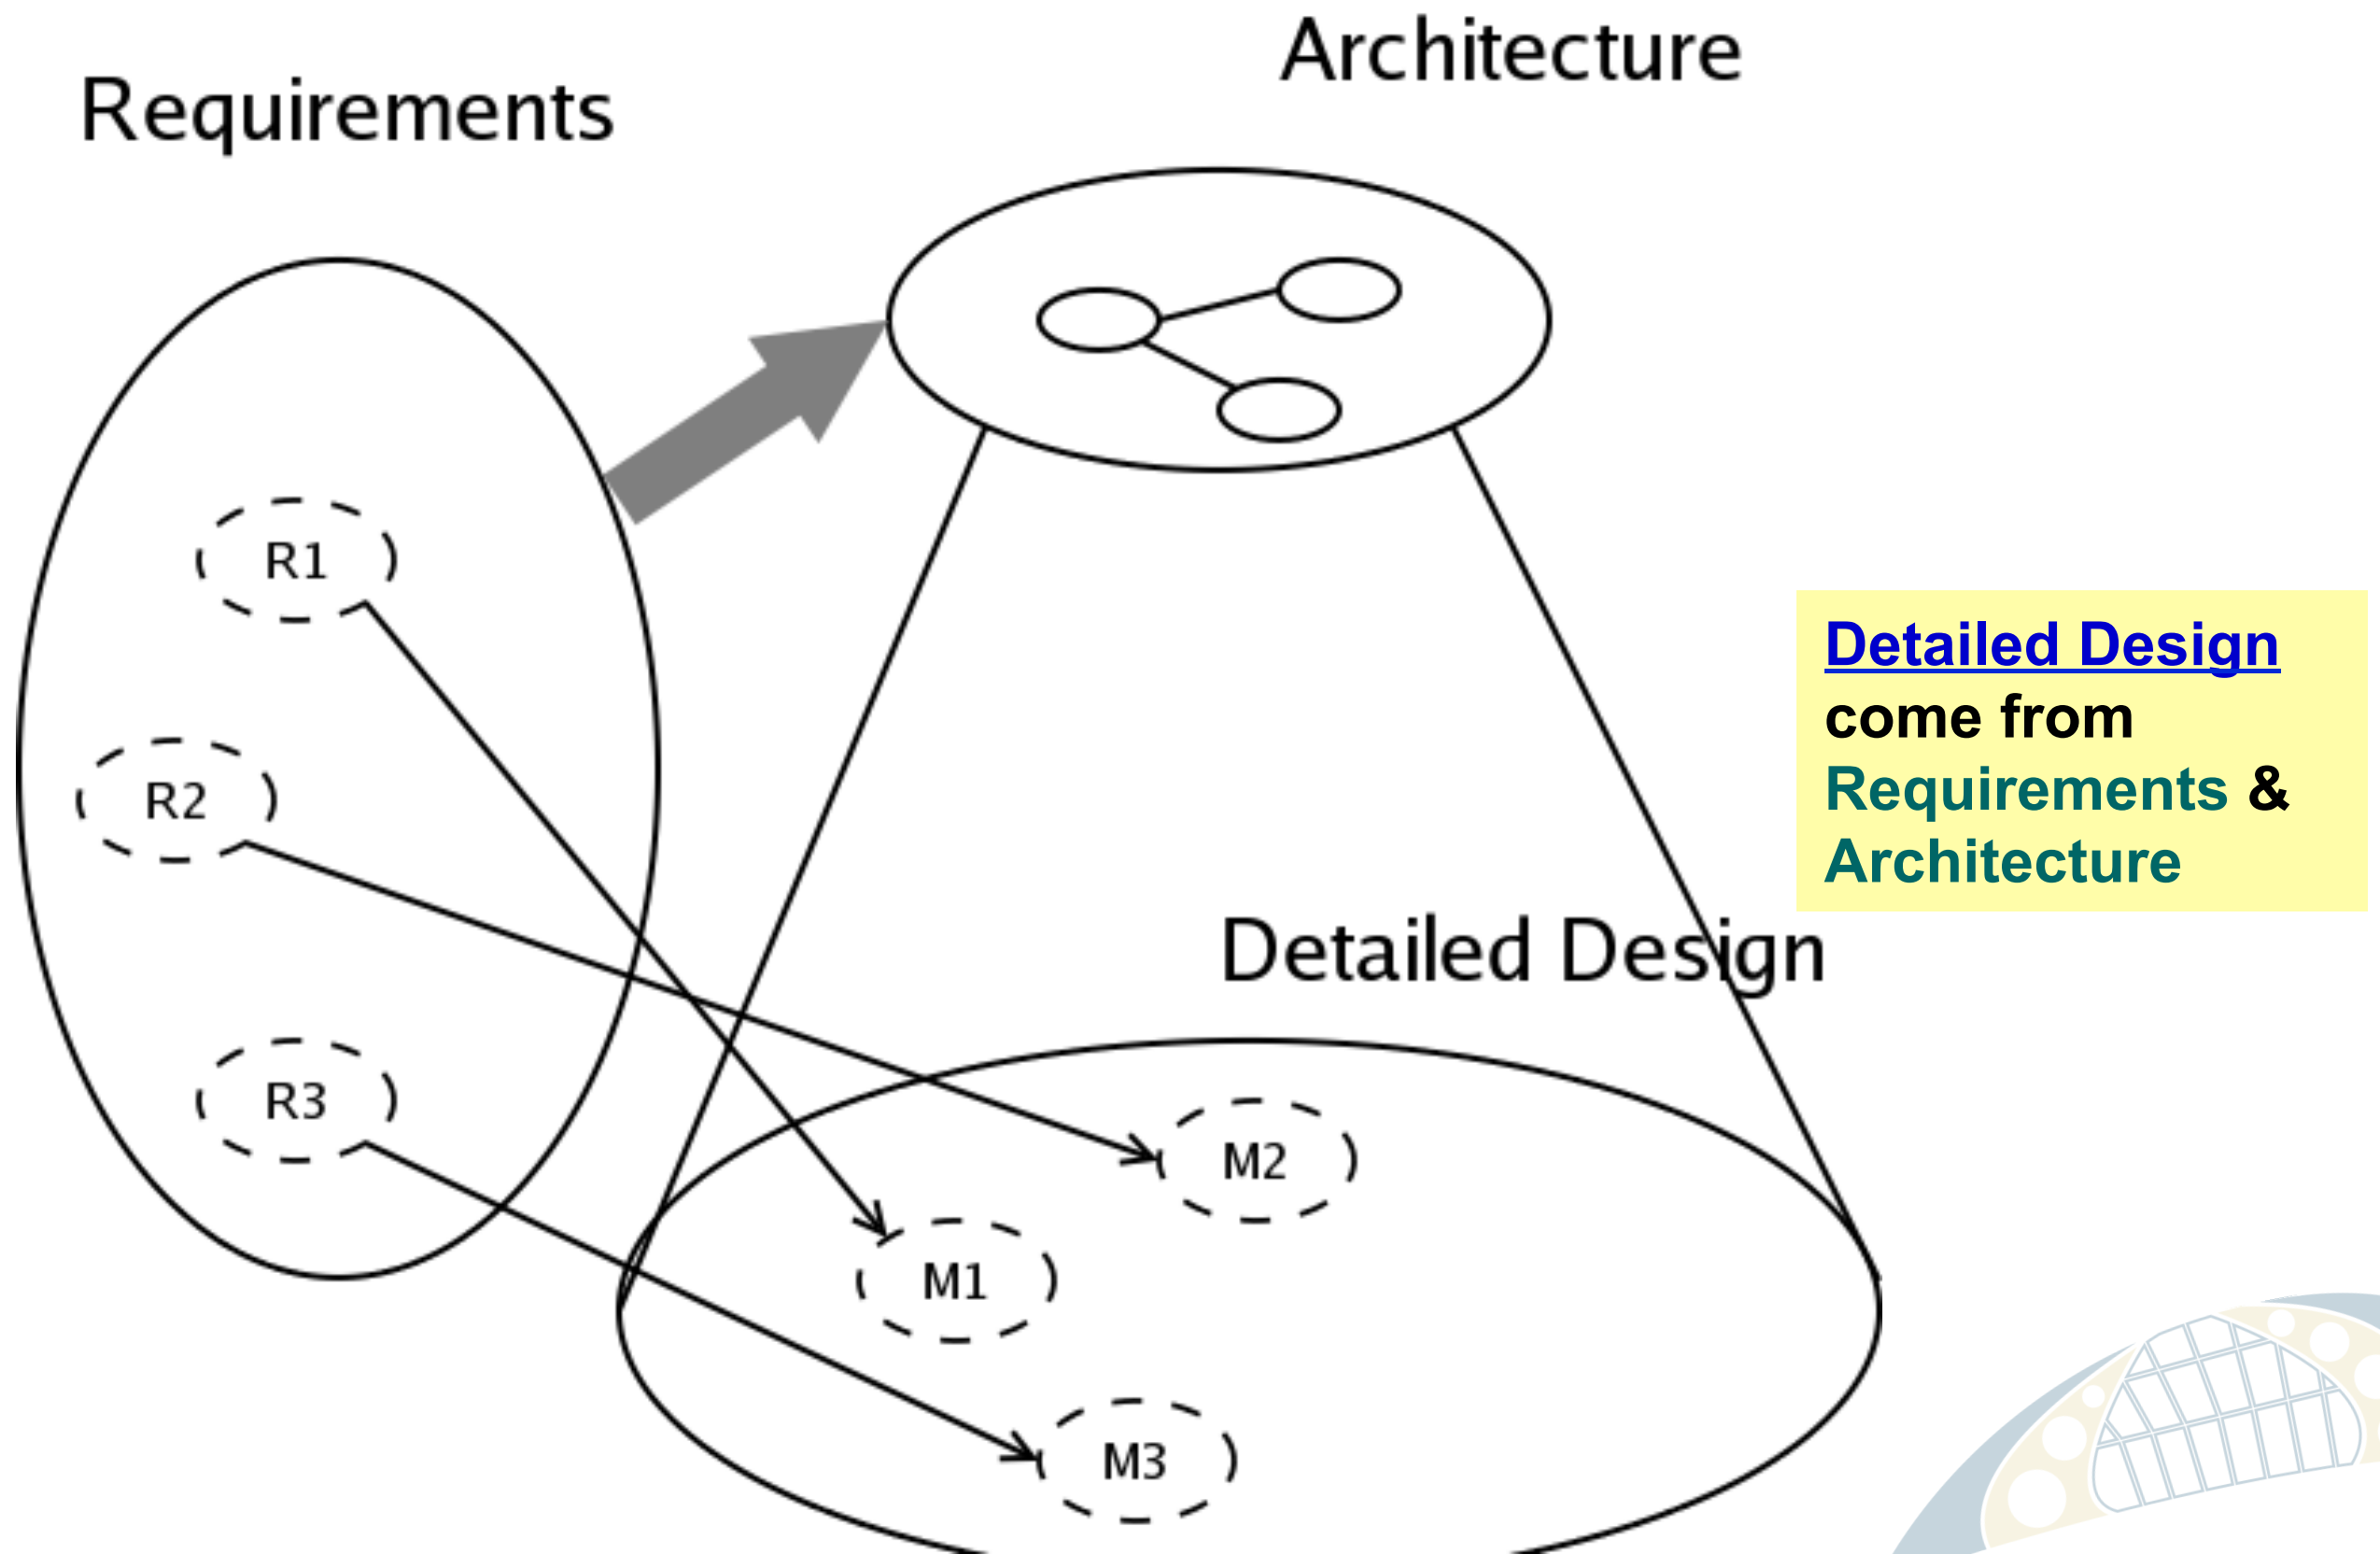 Architecture
Requirements
R1
R2
R3
Detailed Design
come from
Requirements &
Architecture
Detailed Design
M2
M1
M3